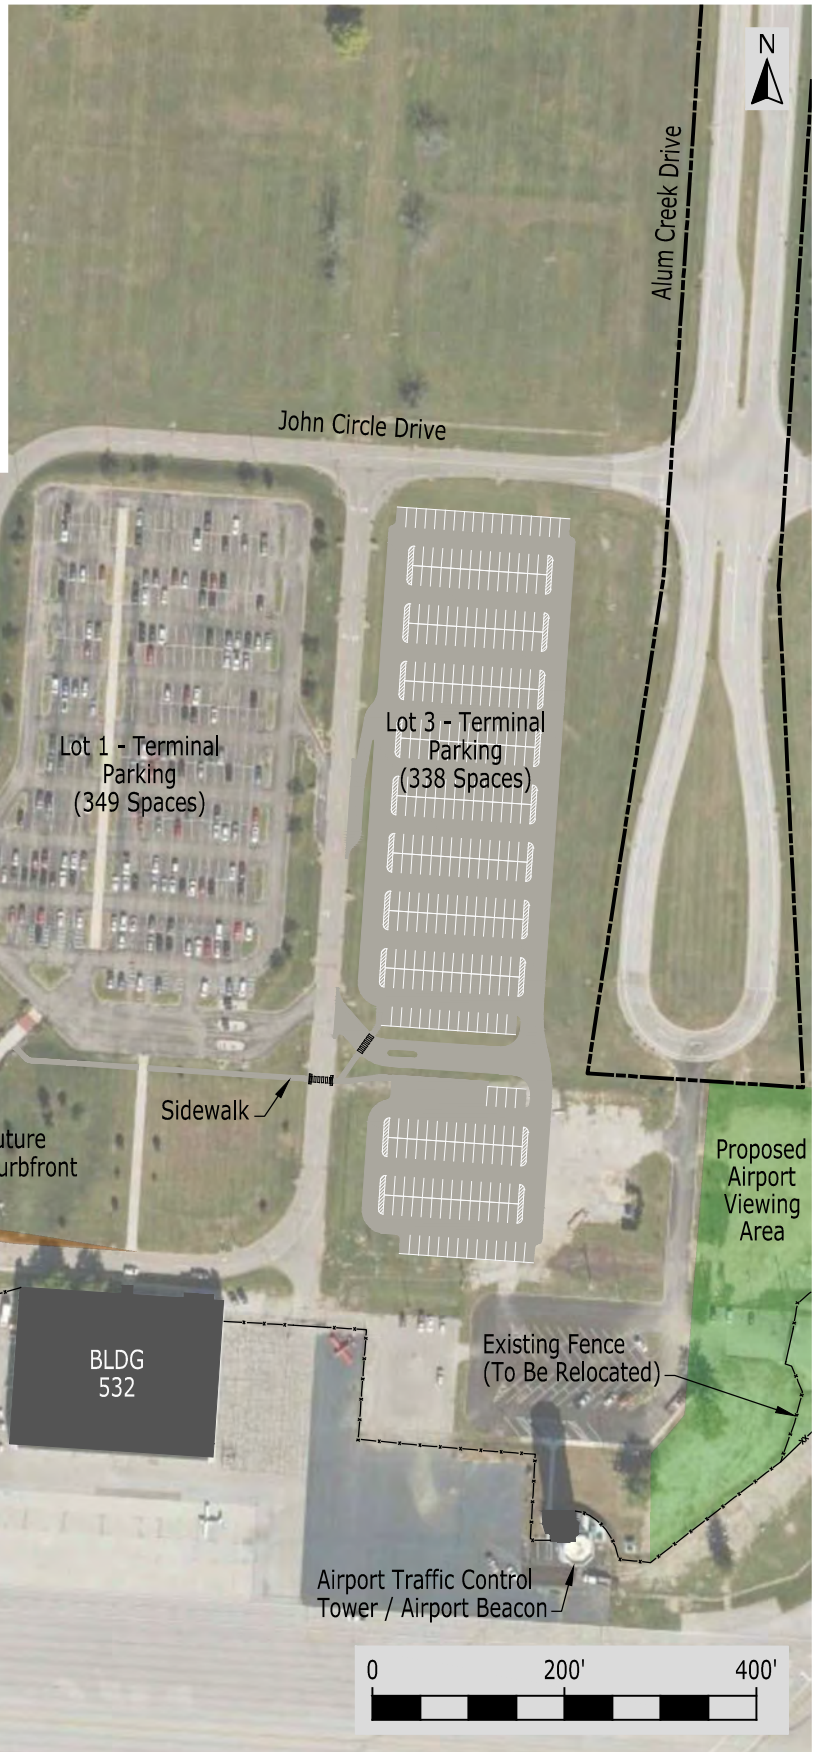 N
Alum Creek Drive
John Circle Drive
Lot 1 - Terminal
Parking
(349 Spaces)
Lot 3 - Terminal
Parking
(338 Spaces)
Sidewalk
Proposed
Airport
Viewing
Area
BLDG
532
Existing Fence
(To Be Relocated)
Airport Traffic Control
Tower / Airport Beacon
0 200' 400'